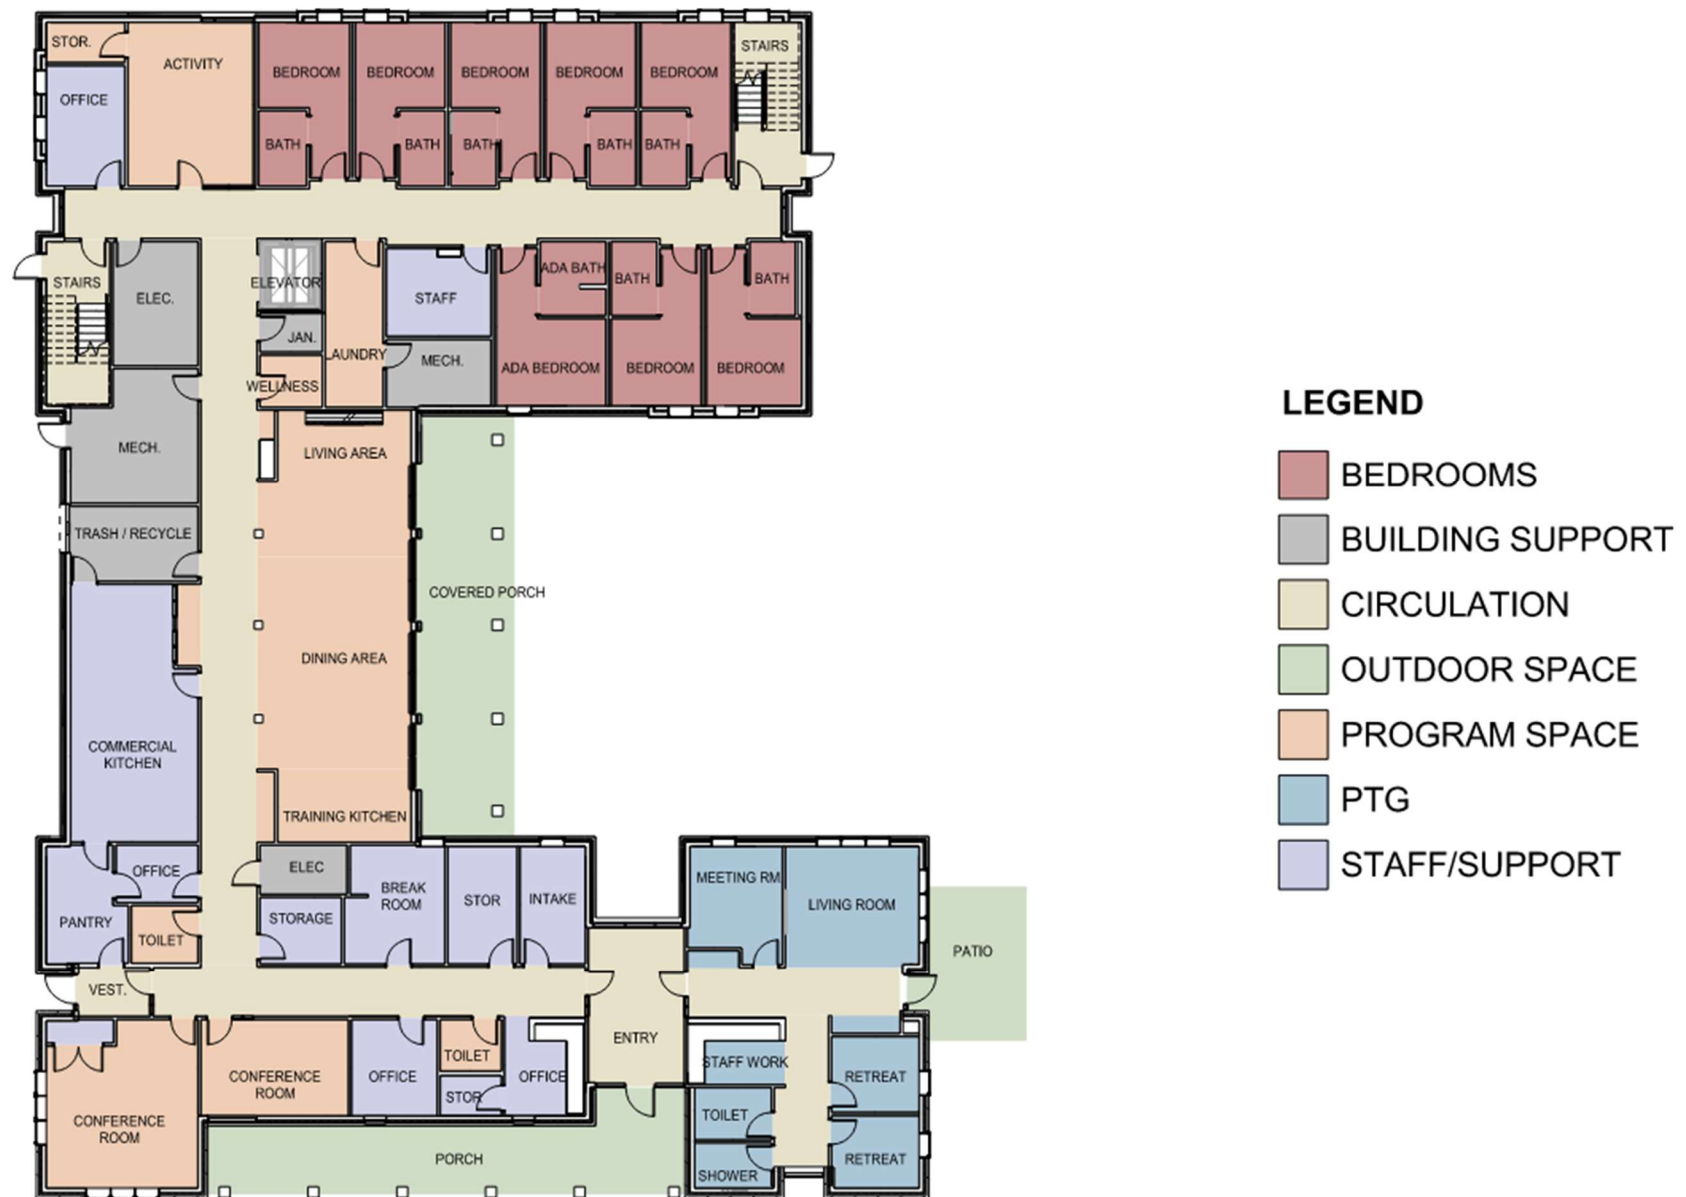 STOR.
ACTIVITY
OFFICE
BEDROOM
BEDROOM
BEDROOM
BEDROOM
BEDROOM
STAIRS
BATH
BATH
BATH
BATH
BATH
STAIRS
ELEC.
ELEVATOR
JAN.
WELLNESS
LAUNDRY
STAFF
MECH.
ADA BATH
BATH
BATH
ADA BEDROOM
BEDROOM
BEDROOM
MECH.
LIVING AREA
TRASH / RECYCLE
COVERED PORCH
DINING AREA
COMMERCIAL
KITCHEN
TRAINING KITCHEN
OFFICE
PANTRY
TOILET
ELEC
STORAGE
BREAK
ROOM
STOR
INTAKE
MEETING RM
LIVING ROOM
PATIO
VEST.
ENTRY
CONFERENCE
ROOM
CONFERENCE
ROOM
OFFICE
TOILET
STOR
OFFICE
STAFF WORK
TOILET
SHOWER
RETREAT
RETREAT
PORCH
LEGEND
BEDROOMS
BUILDING SUPPORT
CIRCULATION
OUTDOOR SPACE
PROGRAM SPACE
PTG
STAFF/SUPPORT